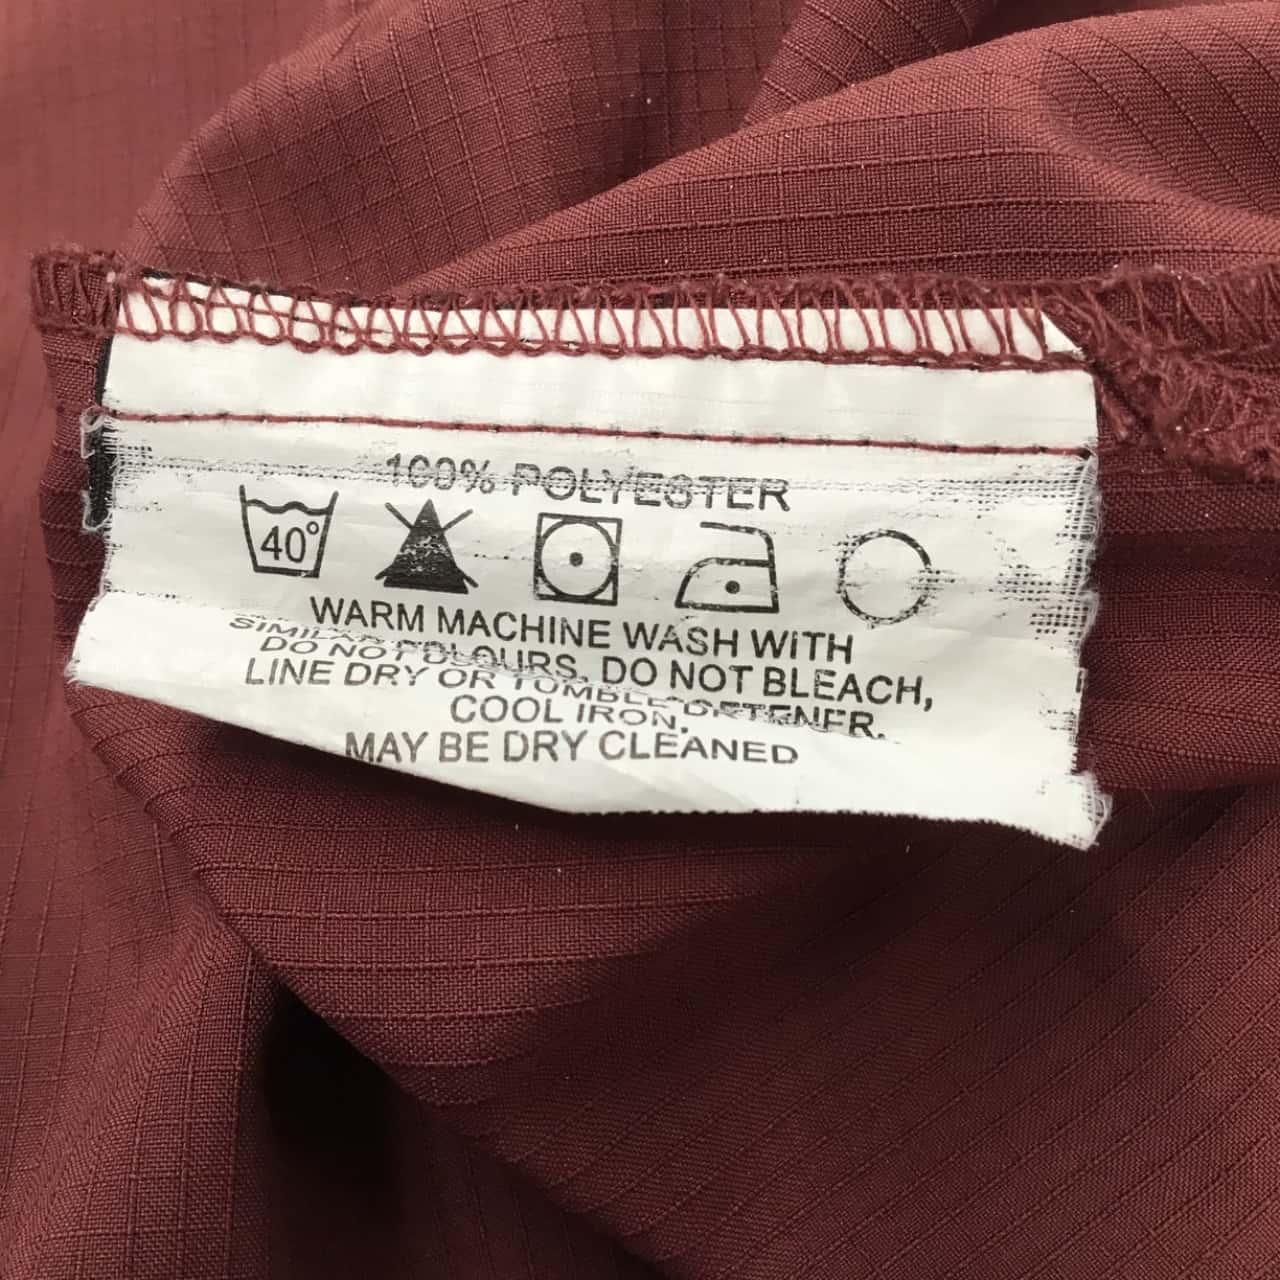 100% POLYESTER
40°
WARM MACHINE WASH WITH
SIMILAR COLOURS, DO NOT BLEACH,
DO NOT SOFTENER.
LINE DRY OR TUMBLE
COOL IRON.
MAY BE DRY CLEANED